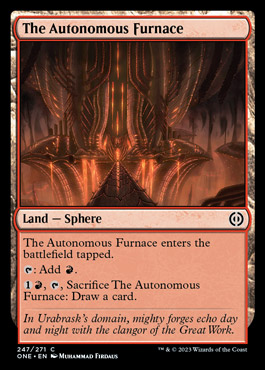 The Autonomous Furnace
Land — Sphere
The Autonomous Furnace enters the
battlefield tapped.
: Add .
1 , , Sacrifice The Autonomous
Furnace: Draw a card.
In Urabrask's domain, mighty forges echo day
and night with the clangor of the Great Work.
247/271 C
ONE • EN Muhammad Firdaus
™ & © 2023 Wizards of the Coast